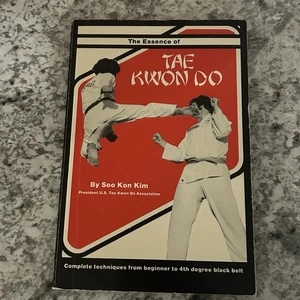 The Essence of
TAE
KWON DO
By Soo Kon Kim
President U.S. Tae Kwon Do Association
Complete techniques from beginner to 4th degree black belt